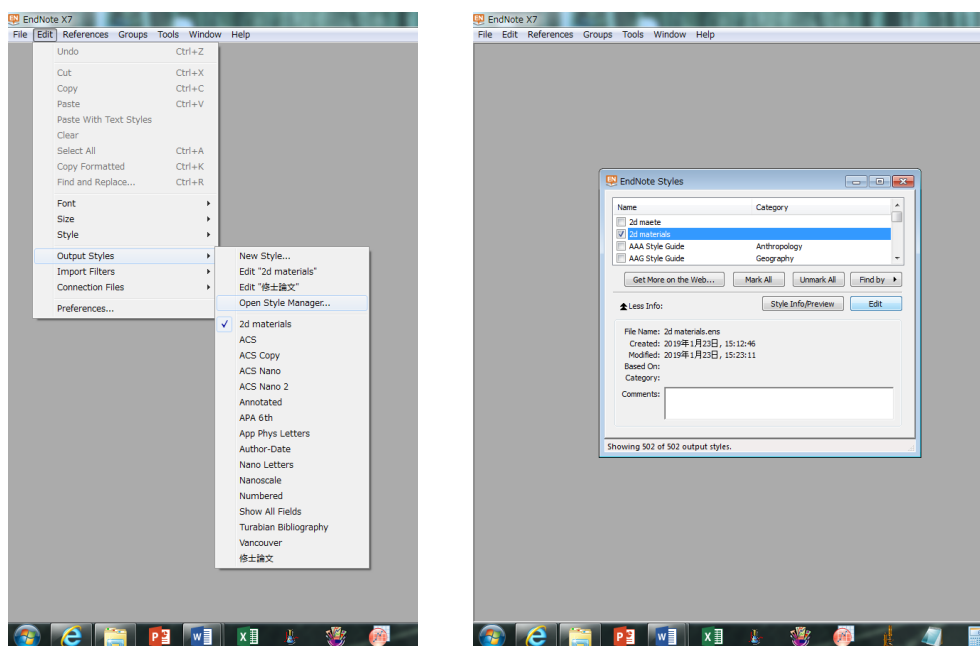 EndNote X7
File Edit References Groups Tools Window Help
Undo Ctrl+Z
Cut Ctrl+X
Copy Ctrl+C
Paste Ctrl+V
Paste With Text Styles
Clear
Select All Ctrl+A
Copy Formatted Ctrl+K
Find and Replace... Ctrl+R
Font
Size
Style
Output Styles
Import Filters
Connection Files
Preferences...
New Style...
Edit "2d materials"
Edit "修士論文"
Open Style Manager...
2d materials
ACS
ACS Copy
ACS Nano
ACS Nano 2
Annotated
APA 6th
App Phys Letters
Author-Date
Nano Letters
Nanoscale
Numbered
Show All Fields
Turabian Bibliography
Vancouver
修士論文
EndNote X7
File Edit References Groups Tools Window Help
EndNote Styles
Name Category
2d maete
2d materials
AAA Style Guide Anthropology
AAG Style Guide Geography
Get More on the Web... Mark All Unmark All Find by
Less Info: Style Info/Preview Edit
File Name: 2d materials.ens
Created: 2019年1月23日, 15:12:46
Modified: 2019年1月23日, 15:23:11
Based On:
Category:
Comments:
Showing 502 of 502 output styles.